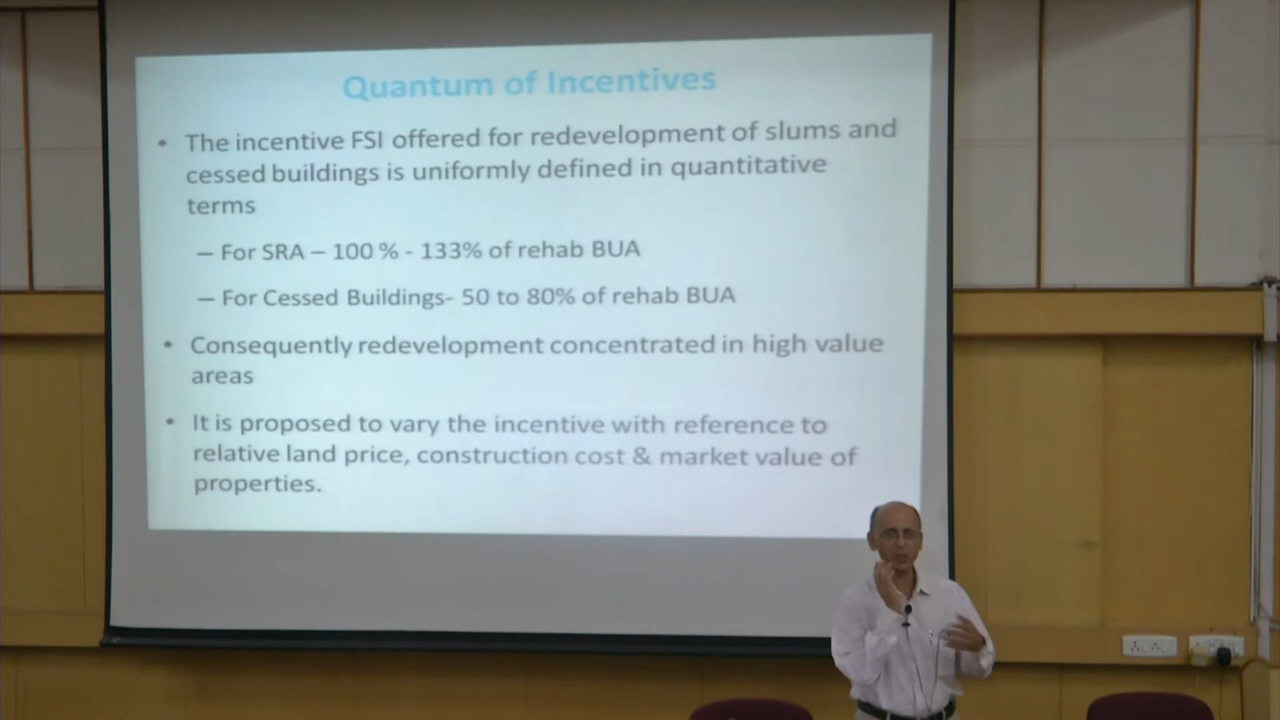 Quantum of Incentives
• The incentive FSI offered for redevelopment of slums and
cessed buildings is uniformly defined in quantitative
terms
– For SRA – 100 % - 133% of rehab BUA
– For Cessed Buildings- 50 to 80% of rehab BUA
• Consequently redevelopment concentrated in high value
areas
• It is proposed to vary the incentive with reference to
relative land price, construction cost & market value of
properties.